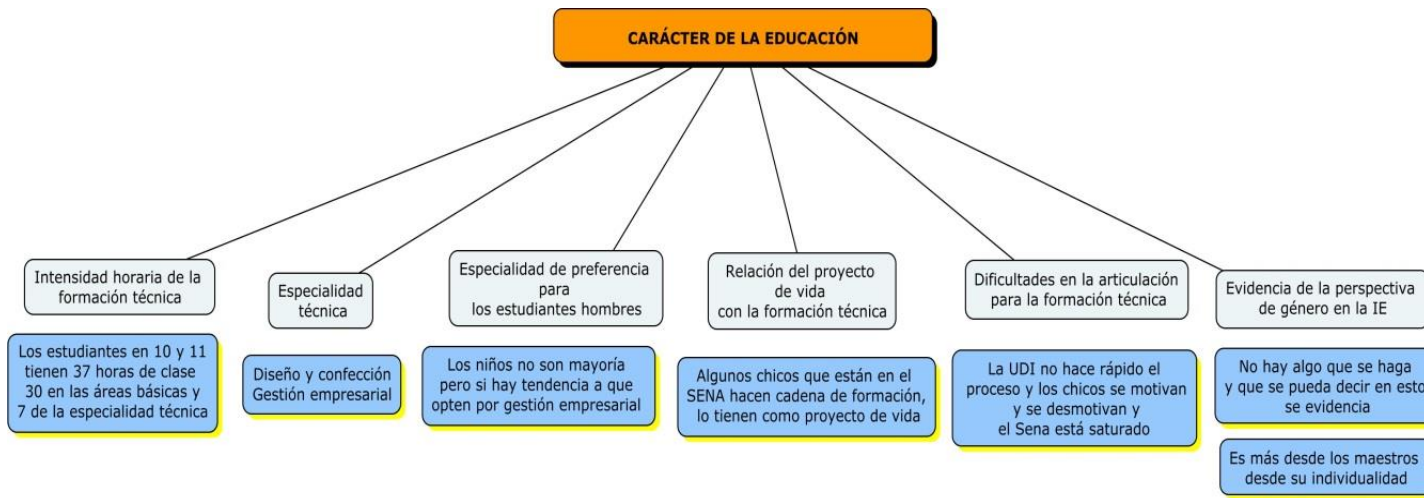 CARÁCTER DE LA EDUCACIÓN
Intensidad horaria de la
formación técnica
Los estudiantes en 10 y 11
tienen 37 horas de clase
30 en las áreas básicas y
7 de la especialidad técnica
Especialidad
técnica
Diseño y confección
Gestión empresarial
Especialidad de preferencia
para
los estudiantes hombres
Los niños no son mayoría
pero si hay tendencia a que
opten por gestión empresarial
Relación del proyecto
de vida
con la formación técnica
Algunos chicos que están en el
SENA hacen cadena de formación,
lo tienen como proyecto de vida
Dificultades en la articulación
para la formación técnica
La UDI no hace rápido el
proceso y los chicos se motivan
y se desmotivan y
el Sena está saturado
Evidencia de la perspectiva
de género en la IE
No hay algo que se haga
y que se pueda decir en esto
se evidencia
Es más desde los maestros
desde su individualidad